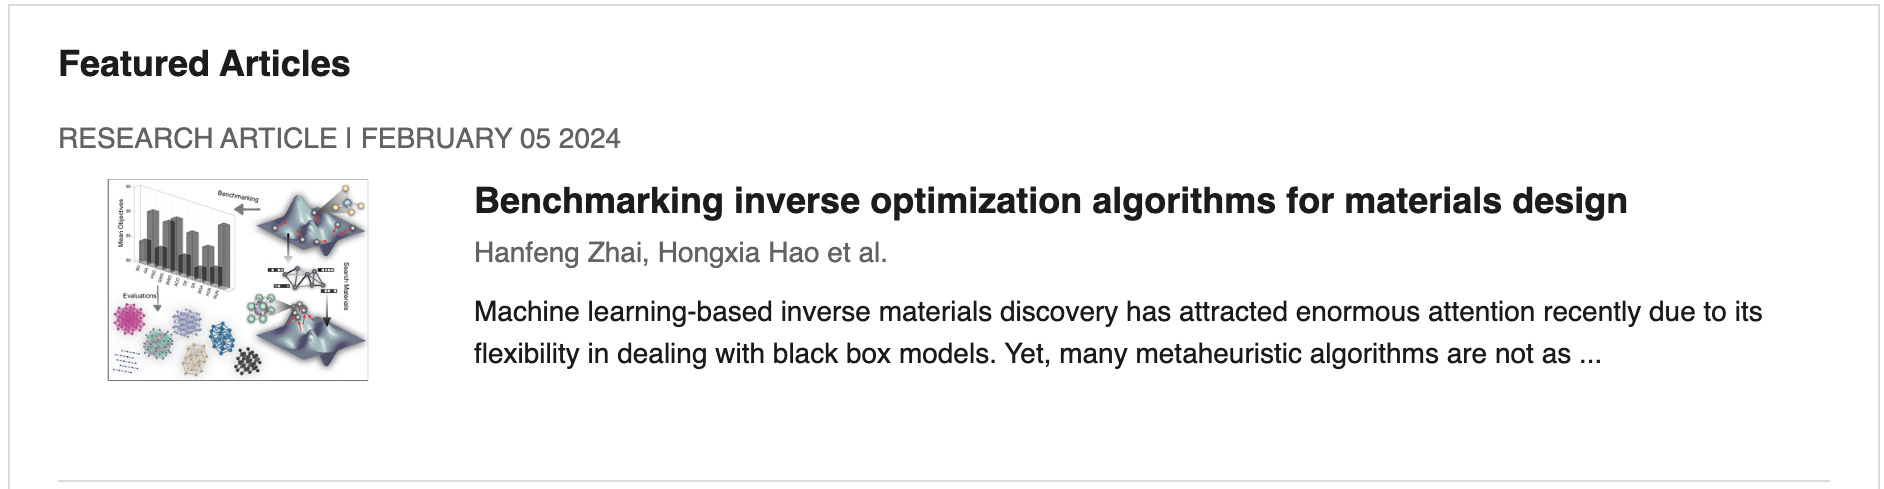 Featured Articles
RESEARCH ARTICLE | FEBRUARY 05 2024
Benchmarking inverse optimization algorithms for materials design
Hanfeng Zhai, Hongxia Hao et al.
Machine learning-based inverse materials discovery has attracted enormous attention recently due to its
flexibility in dealing with black box models. Yet, many metaheuristic algorithms are not as ...
Benchmarking
Mean Objectives
Search Materials
Evaluations